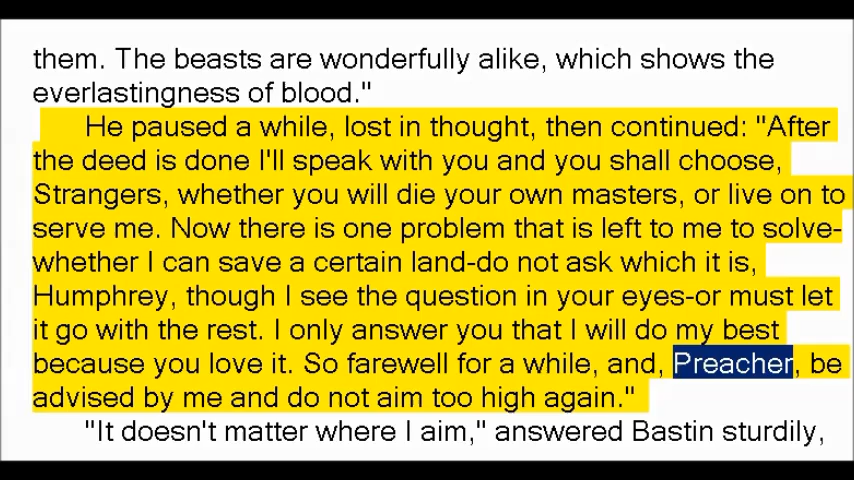 them. The beasts are wonderfully alike, which shows the
everlastingness of blood."
He paused a while, lost in thought, then continued: "After
the deed is done I'll speak with you and you shall choose,
Strangers, whether you will die your own masters, or live on to
serve me. Now there is one problem that is left to me to solve-
whether I can save a certain land-do not ask which it is,
Humphrey, though I see the question in your eyes-or must let
it go with the rest. I only answer you that I will do my best
because you love it. So farewell for a while, and, Preacher, be
advised by me and do not aim too high again."
"It doesn't matter where I aim," answered Bastin sturdily,